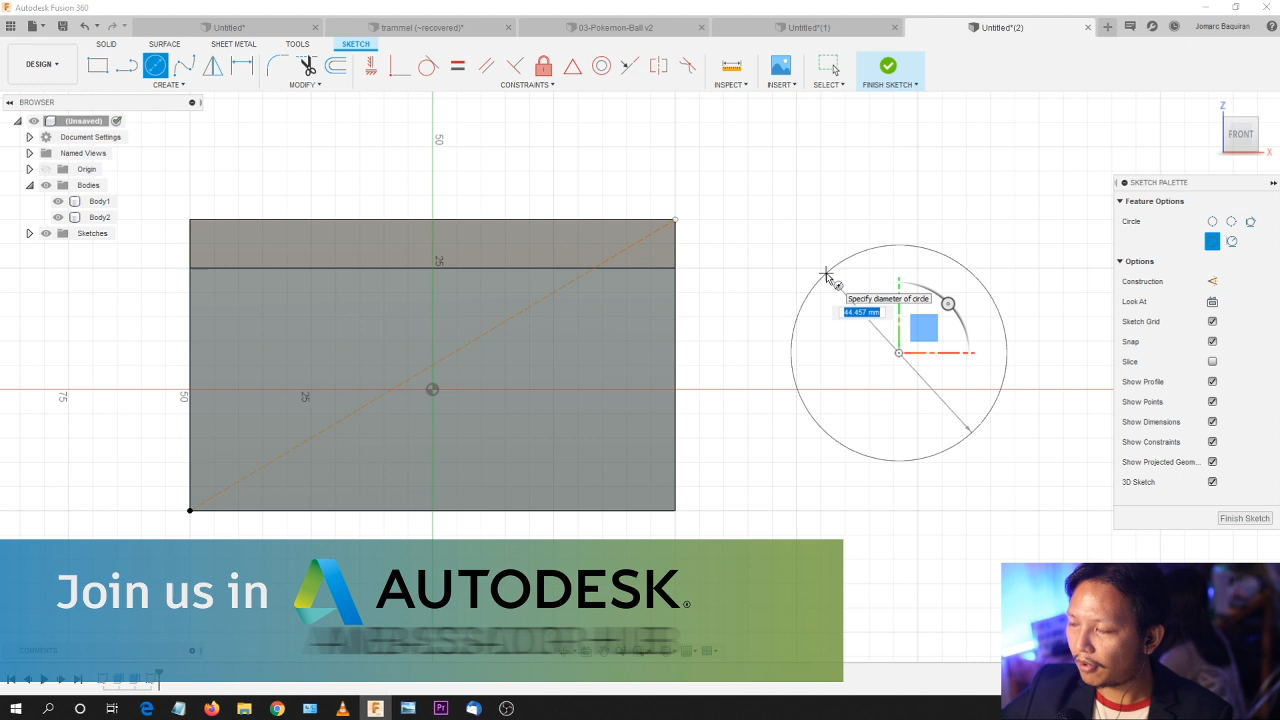 Autodesk Fusion 360
Untitled*
trammel (~recovered)*
03-Pokemon-Ball v2
Untitled*(1)
Untitled*(2)
Jomarc Baquiran
DESIGN
SOLID
SURFACE
SHEET METAL
TOOLS
SKETCH
CREATE
MODIFY
CONSTRAINTS
INSPECT
INSERT
SELECT
FINISH SKETCH
BROWSER
(Unsaved)
Document Settings
Named Views
Origin
Bodies
Body1
Body2
Sketches
50
25
75
50
25
Specify diameter of circle
44.457 mm
Z
FRONT
X
SKETCH PALETTE
Feature Options
Circle
Options
Construction
Look At
Sketch Grid
Snap
Slice
Show Profile
Show Points
Show Dimensions
Show Constraints
Show Projected Geom...
3D Sketch
Finish Sketch
Join us in AUTODESK
COMMENTS